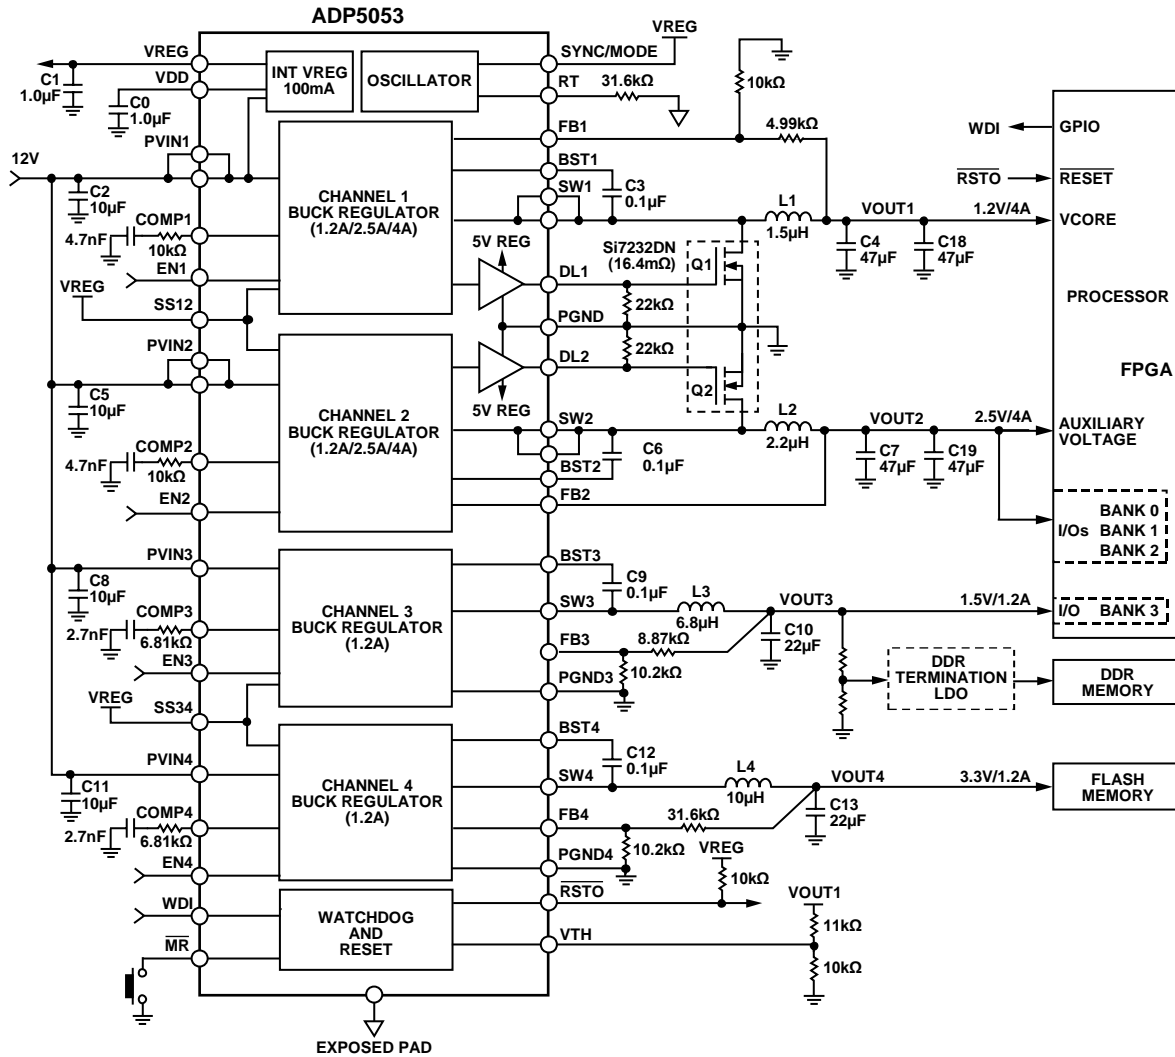 ADP5053
VREG
C1
1.0µF
VDD
C0
1.0µF
INT VREG
100mA
OSCILLATOR
SYNC/MODE
VREG
RT
31.6kΩ
10kΩ
FB1
4.99kΩ
PVIN1
12V
C2
10µF
COMP1
4.7nF
10kΩ
EN1
VREG
SS12
CHANNEL 1
BUCK REGULATOR
(1.2A/2.5A/4A)
BST1
C3
0.1µF
SW1
L1
1.5µH
VOUT1
1.2V/4A
C4
47µF
C18
47µF
5V REG
DL1
Si7232DN
(16.4mΩ)
Q1
22kΩ
PGND
22kΩ
DL2
Q2
5V REG
PVIN2
C5
10µF
COMP2
4.7nF
10kΩ
EN2
CHANNEL 2
BUCK REGULATOR
(1.2A/2.5A/4A)
SW2
L2
2.2µH
VOUT2
2.5V/4A
C6
0.1µF
BST2
C7
47µF
C19
47µF
FB2
WDI
GPIO
RSTO
RESET
VCORE
PROCESSOR
FPGA
AUXILIARY
VOLTAGE
BANK 0
I/Os BANK 1
BANK 2
I/O BANK 3
PVIN3
C8
10µF
COMP3
2.7nF
6.81kΩ
EN3
VREG
SS34
CHANNEL 3
BUCK REGULATOR
(1.2A)
BST3
C9
0.1µF
SW3
L3
6.8µH
VOUT3
1.5V/1.2A
FB3
8.87kΩ
C10
22µF
10.2kΩ
PGND3
DDR
TERMINATION
LDO
DDR
MEMORY
PVIN4
C11
10µF
COMP4
2.7nF
6.81kΩ
EN4
CHANNEL 4
BUCK REGULATOR
(1.2A)
BST4
C12
0.1µF
SW4
L4
10µH
VOUT4
3.3V/1.2A
FLASH
MEMORY
FB4
31.6kΩ
C13
22µF
10.2kΩ
PGND4
VREG
10kΩ
RSTO
WDI
MR
WATCHDOG
AND
RESET
VTH
VOUT1
11kΩ
10kΩ
EXPOSED PAD